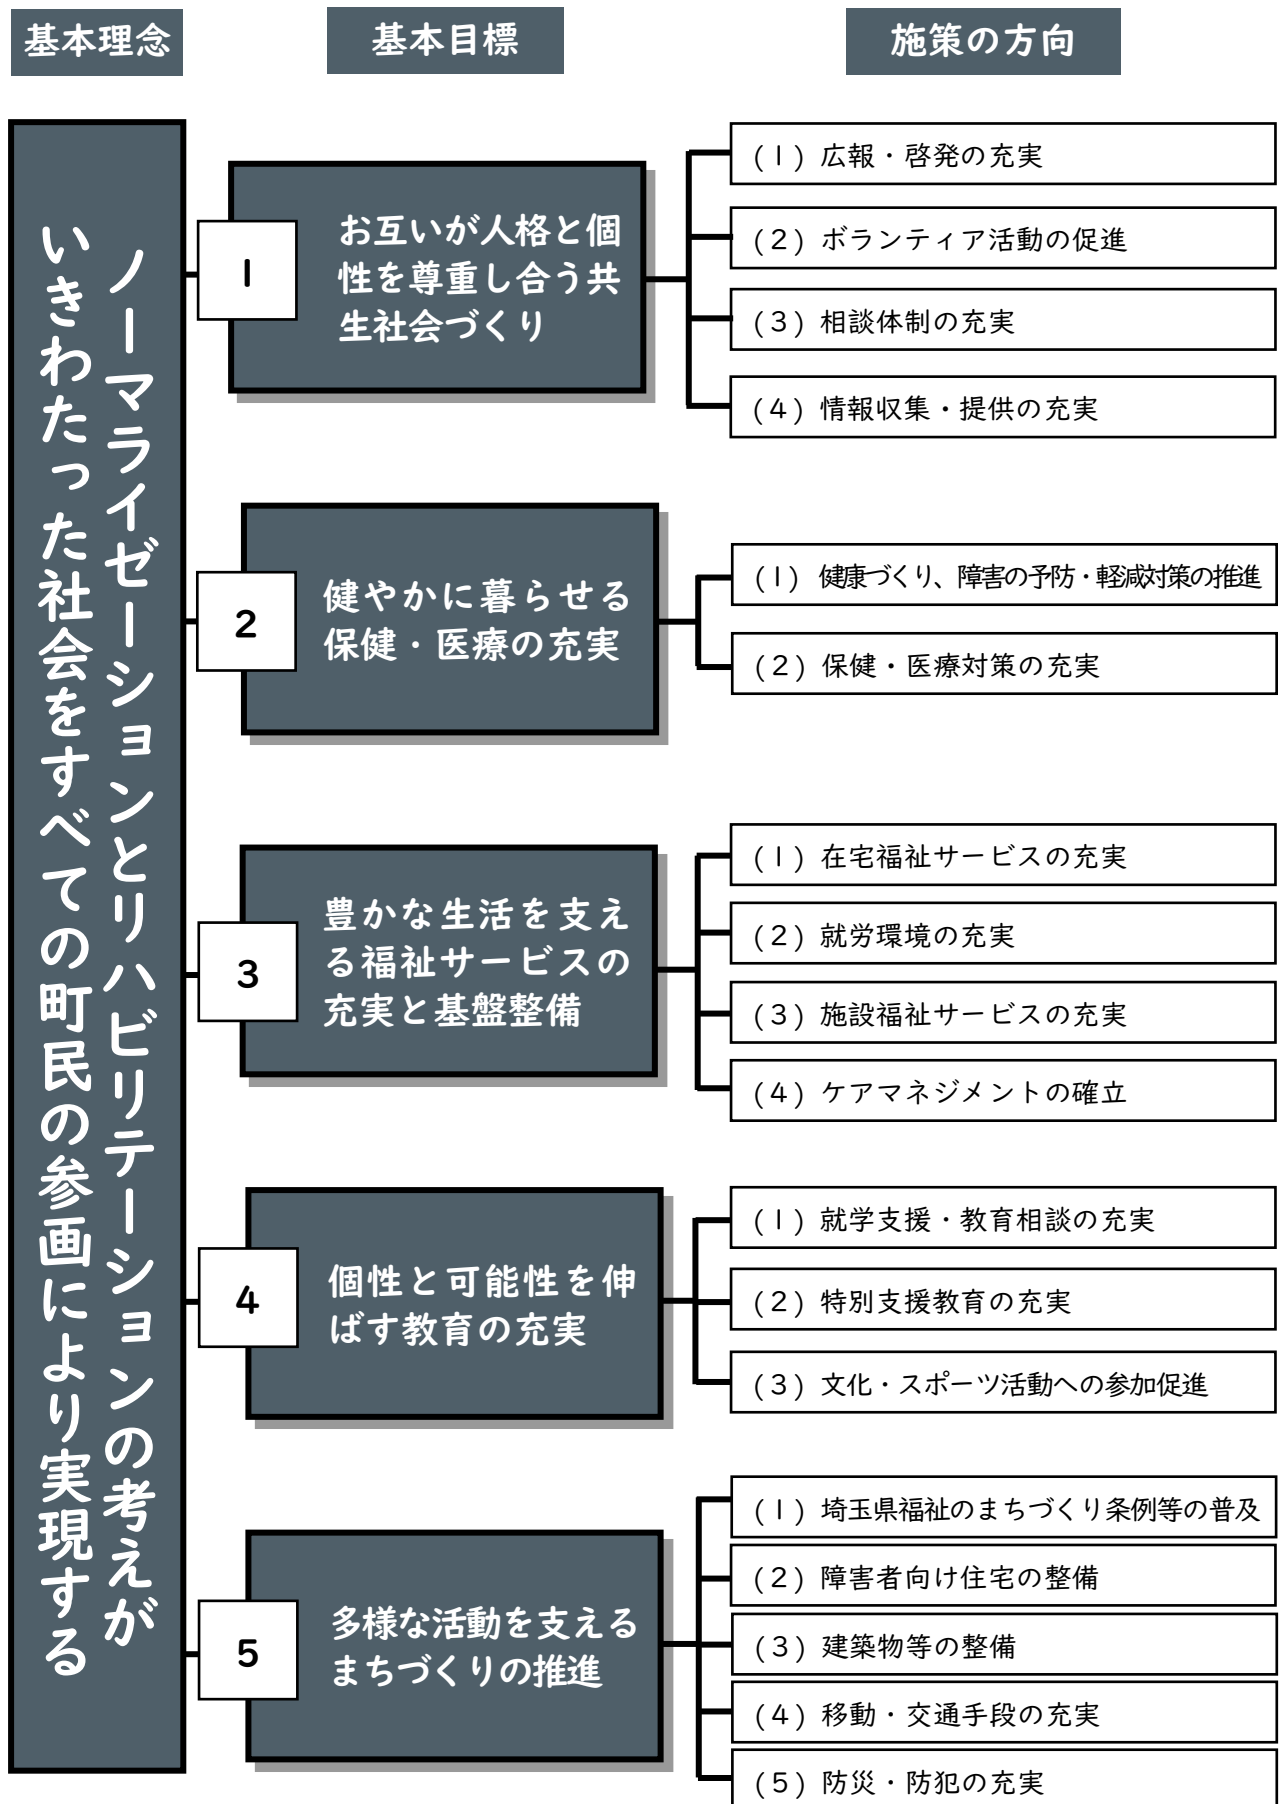 基本理念
基本目標
施策の方向
ノーマライゼーションとリハビリテーションの考えが
いきわたった社会をすべての町民の参画により実現する
1
お互いが人格と個
性を尊重し合う共
生社会づくり
(1) 広報・啓発の充実
(2) ボランティア活動の促進
(3) 相談体制の充実
(4) 情報収集・提供の充実
2
健やかに暮らせる
保健・医療の充実
(1) 健康づくり、障害の予防・軽減対策の推進
(2) 保健・医療対策の充実
3
豊かな生活を支え
る福祉サービスの
充実と基盤整備
(1) 在宅福祉サービスの充実
(2) 就労環境の充実
(3) 施設福祉サービスの充実
(4) ケアマネジメントの確立
4
個性と可能性を伸
ばす教育の充実
(1) 就学支援・教育相談の充実
(2) 特別支援教育の充実
(3) 文化・スポーツ活動への参加促進
5
多様な活動を支える
まちづくりの推進
(1) 埼玉県福祉のまちづくり条例等の普及
(2) 障害者向け住宅の整備
(3) 建築物等の整備
(4) 移動・交通手段の充実
(5) 防災・防犯の充実